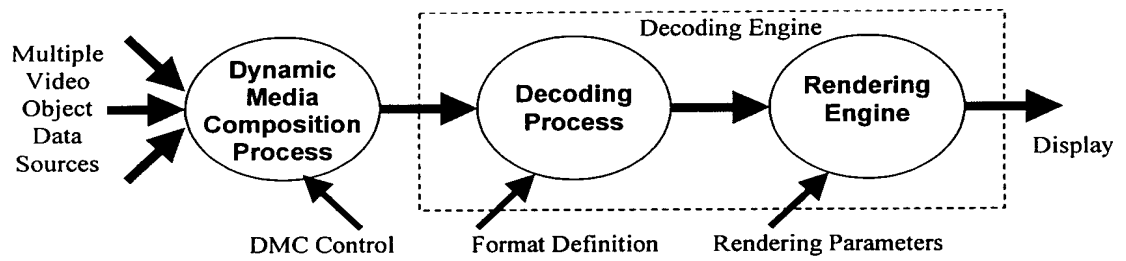 Multiple
Video
Object
Data
Sources
Dynamic
Media
Composition
Process
Decoding Engine
Decoding
Process
Rendering
Engine
Display
DMC Control
Format Definition
Rendering Parameters